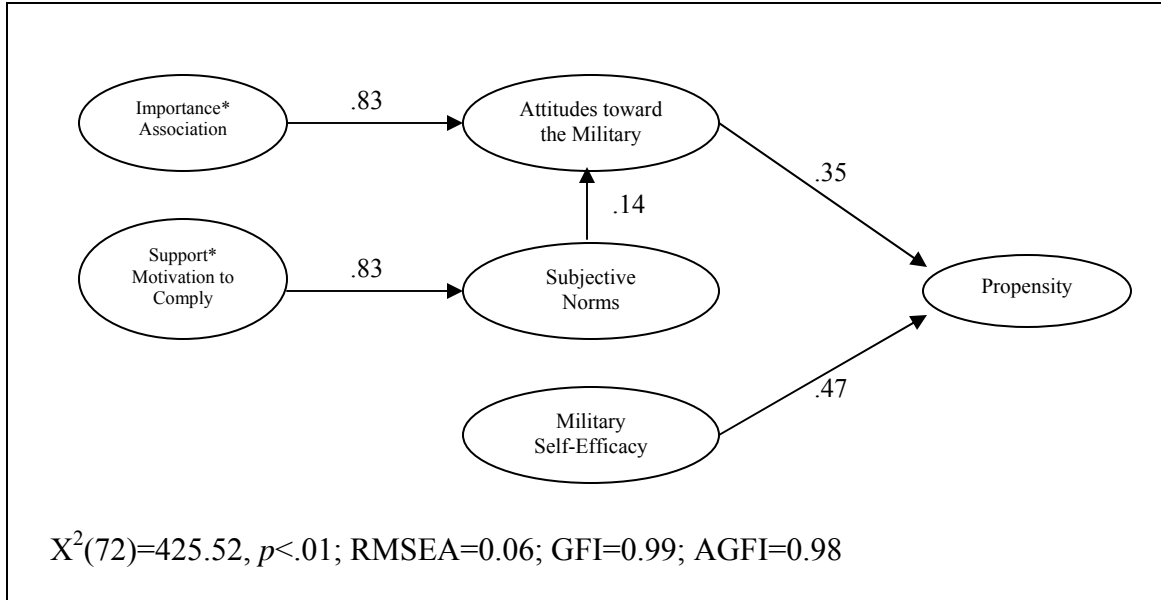 Importance*
Association
.83
Attitudes toward
the Military
.35
.14
Support*
Motivation to
Comply
.83
Subjective
Norms
Propensity
.47
Military
Self-Efficacy
X²(72)=425.52, p<.01; RMSEA=0.06; GFI=0.99; AGFI=0.98